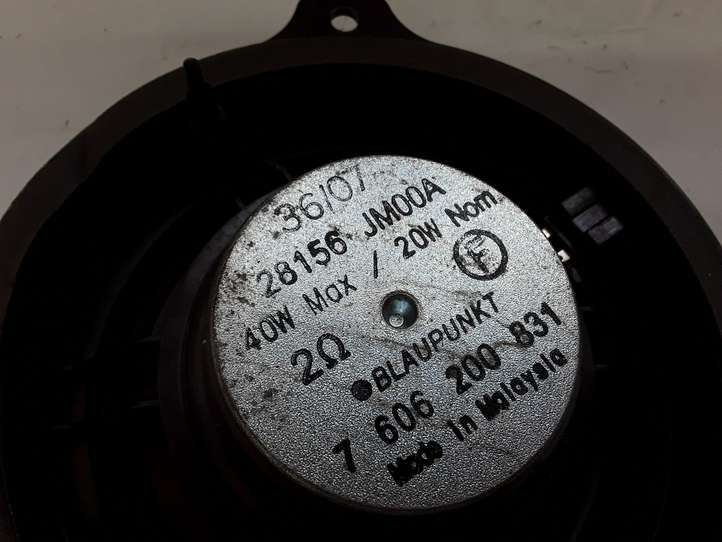 36/07
28156 JM00A
40W Max / 20W Nom
F
2Ω
BLAUPUNKT
7 606 200 831
Made In Malaysia